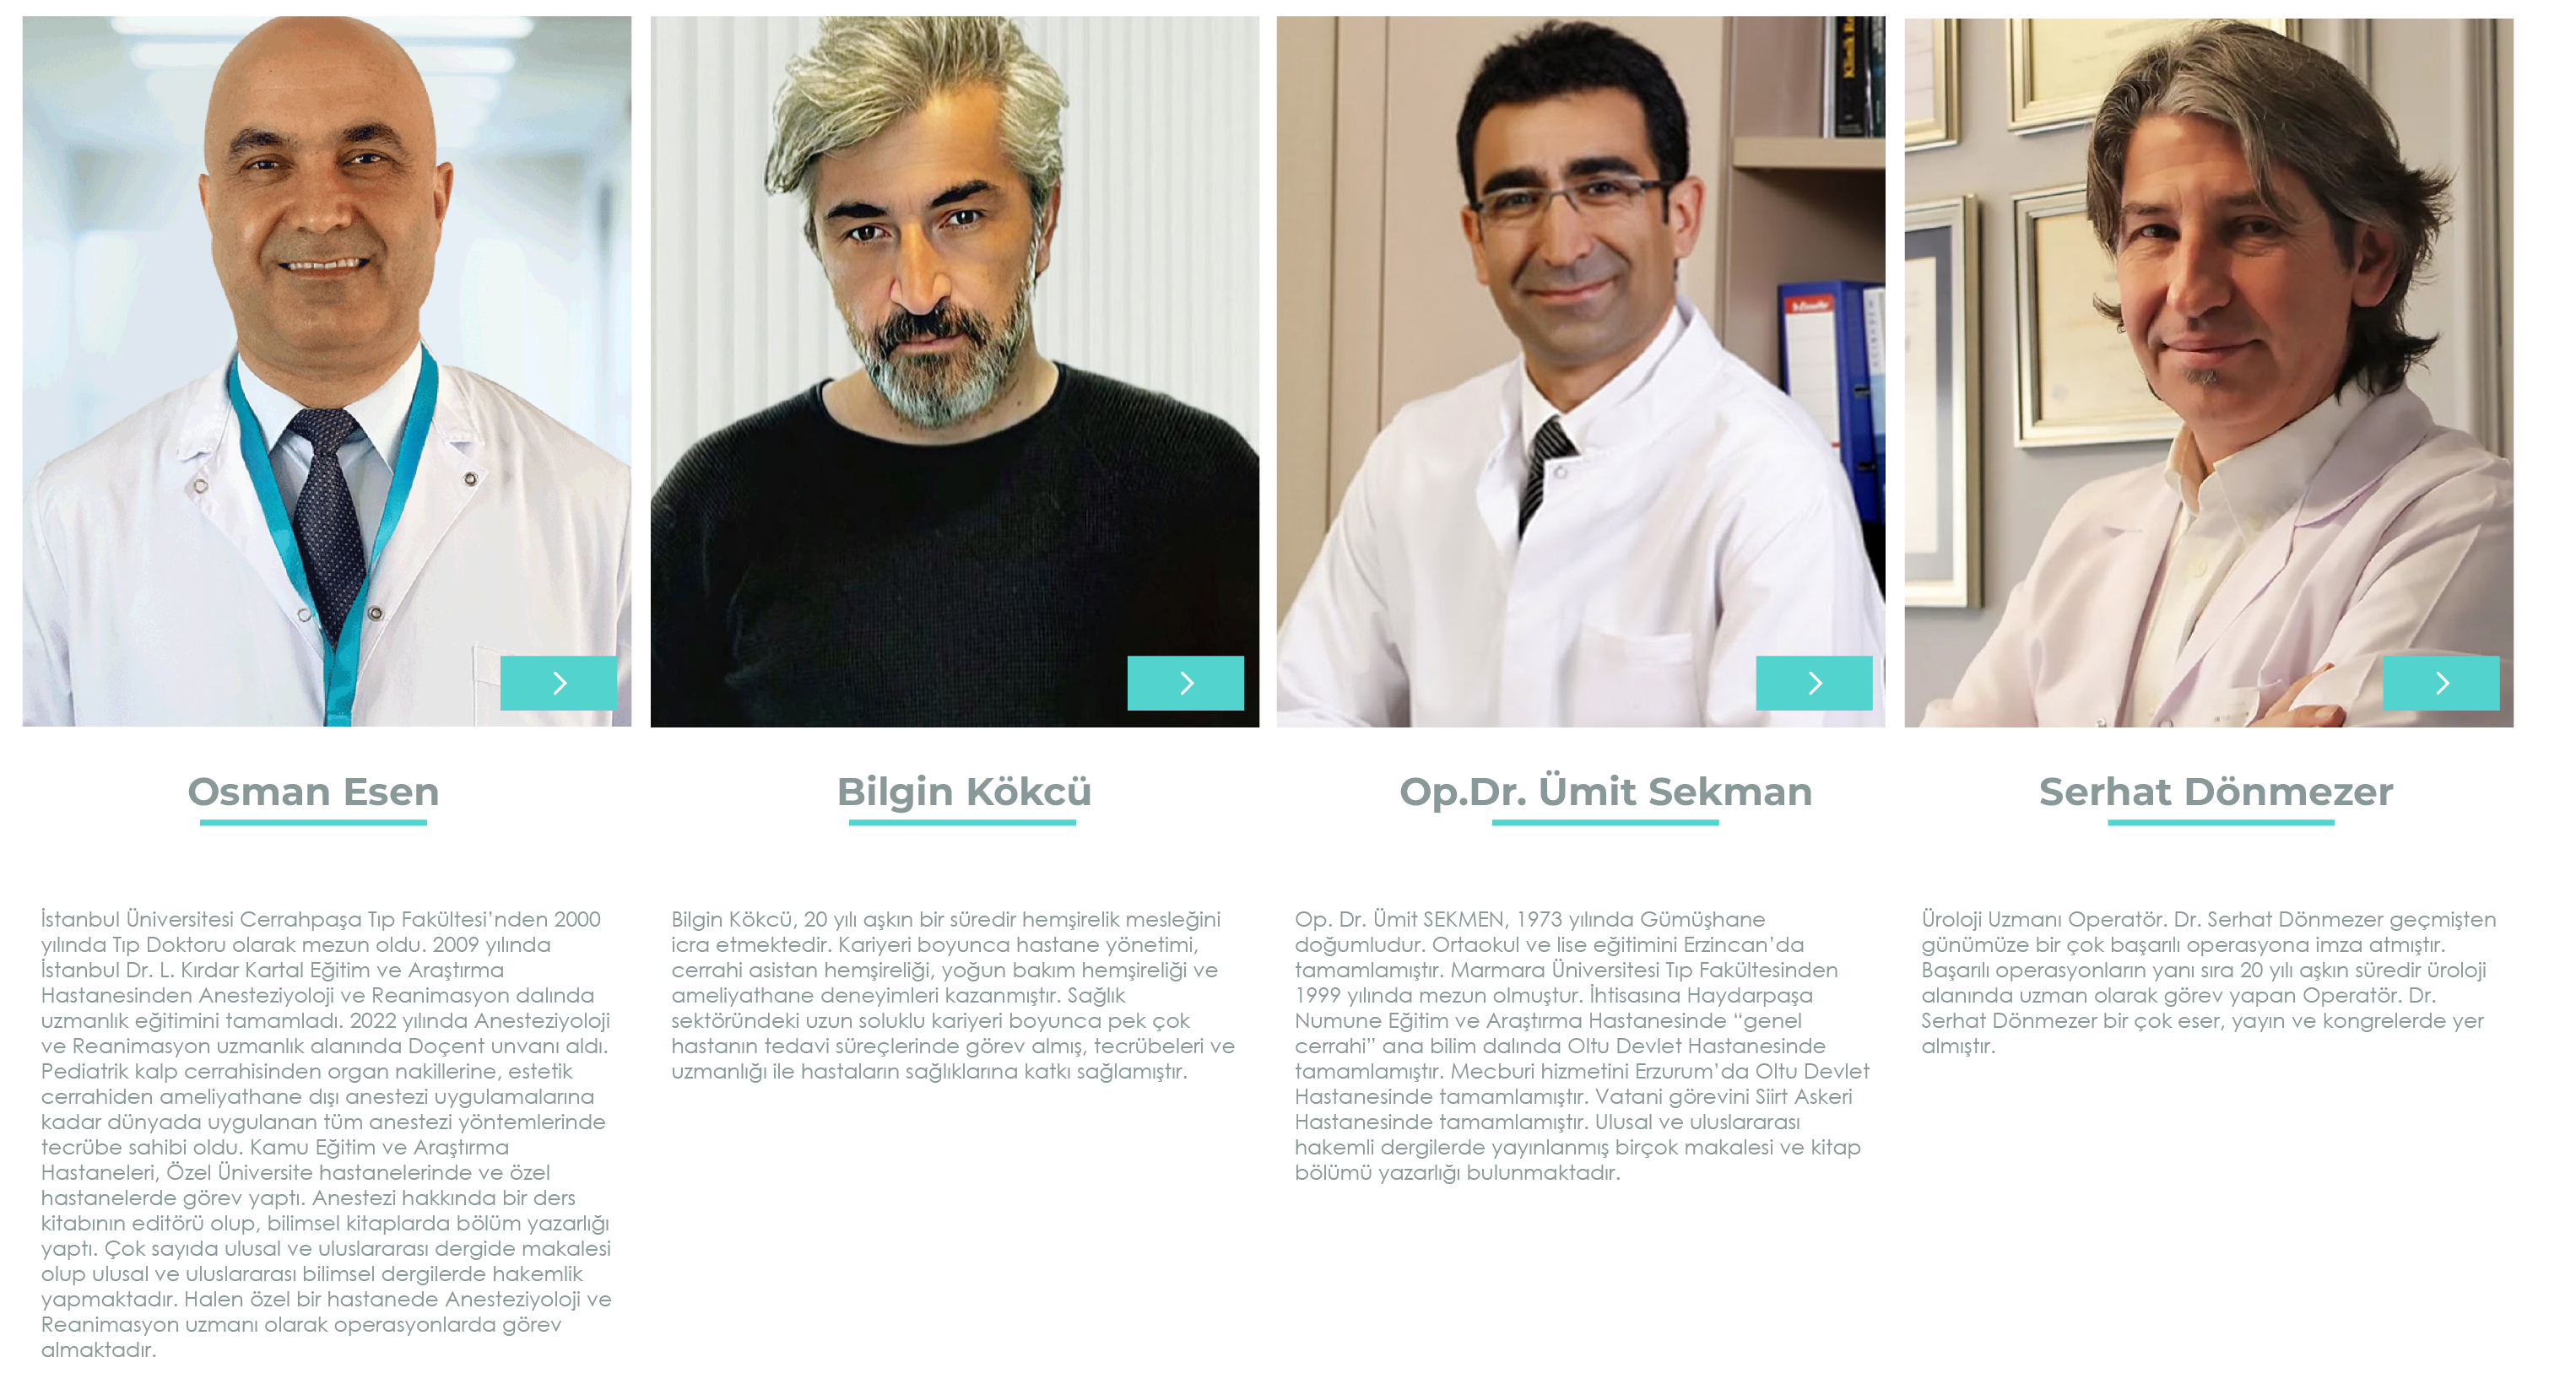 Osman Esen
İstanbul Üniversitesi Cerrahpaşa Tıp Fakültesi’nden 2000
yılında Tıp Doktoru olarak mezun oldu. 2009 yılında
İstanbul Dr. L. Kırdar Kartal Eğitim ve Araştırma
Hastanesinden Anesteziyoloji ve Reanimasyon dalında
uzmanlık eğitimini tamamladı. 2022 yılında Anesteziyoloji
ve Reanimasyon uzmanlık alanında Doçent unvanı aldı.
Pediatrik kalp cerrahisinden organ nakillerine, estetik
cerrahiden ameliyathane dışı anestezi uygulamalarına
kadar dünyada uygulanan tüm anestezi yöntemlerinde
tecrübe sahibi oldu. Kamu Eğitim ve Araştırma
Hastaneleri, Özel Üniversite hastanelerinde ve özel
hastanelerde görev yaptı. Anestezi hakkında bir ders
kitabının editörü olup, bilimsel kitaplarda bölüm yazarlığı
yaptı. Çok sayıda ulusal ve uluslararası dergide makalesi
olup ulusal ve uluslararası bilimsel dergilerde hakemlik
yapmaktadır. Halen özel bir hastanede Anesteziyoloji ve
Reanimasyon uzmanı olarak operasyonlarda görev
almaktadır.
Bilgin Kökcü
Bilgin Kökcü, 20 yılı aşkın bir süredir hemşirelik mesleğini
icra etmektedir. Kariyeri boyunca hastane yönetimi,
cerrahi asistan hemşireliği, yoğun bakım hemşireliği ve
ameliyathane deneyimleri kazanmıştır. Sağlık
sektöründeki uzun soluklu kariyeri boyunca pek çok
hastanın tedavi süreçlerinde görev almış, tecrübeleri ve
uzmanlığı ile hastaların sağlıklarına katkı sağlamıştır.
Op.Dr. Ümit Sekman
Op. Dr. Ümit SEKMEN, 1973 yılında Gümüşhane
doğumludur. Ortaokul ve lise eğitimini Erzincan’da
tamamlamıştır. Marmara Üniversitesi Tıp Fakültesinden
1999 yılında mezun olmuştur. İhtisasına Haydarpaşa
Numune Eğitim ve Araştırma Hastanesinde “genel
cerrahi” ana bilim dalında Oltu Devlet Hastanesinde
tamamlamıştır. Mecburi hizmetini Erzurum’da Oltu Devlet
Hastanesinde tamamlamıştır. Vatani görevini Siirt Askeri
Hastanesinde tamamlamıştır. Ulusal ve uluslararası
hakemli dergilerde yayınlanmış birçok makalesi ve kitap
bölümü yazarlığı bulunmaktadır.
Serhat Dönmezer
Üroloji Uzmanı Operatör. Dr. Serhat Dönmezer geçmişten
günümüze bir çok başarılı operasyona imza atmıştır.
Başarılı operasyonların yanı sıra 20 yılı aşkın süredir üroloji
alanında uzman olarak görev yapan Operatör. Dr.
Serhat Dönmezer bir çok eser, yayın ve kongrelerde yer
almıştır.